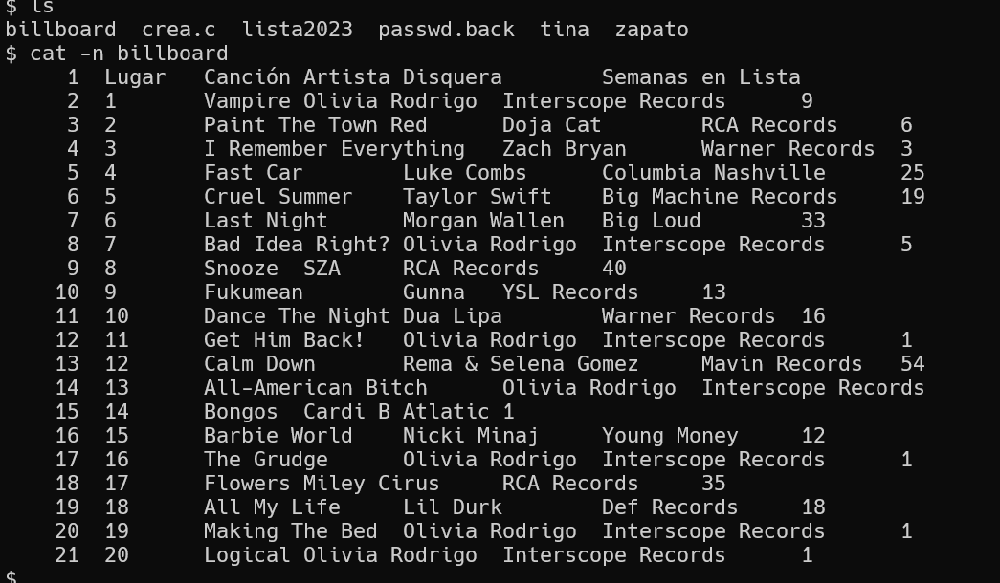 $ ls
billboard  crea.c  lista2023  passwd.back  tina  zapato
$ cat -n billboard
     1  Lugar   Canción Artista Disquera        Semanas en Lista
     2  1       Vampire Olivia Rodrigo  Interscope Records      9
     3  2       Paint The Town Red      Doja Cat        RCA Records     6
     4  3       I Remember Everything   Zach Bryan      Warner Records  3
     5  4       Fast Car        Luke Combs      Columbia Nashville      25
     6  5       Cruel Summer    Taylor Swift    Big Machine Records     19
     7  6       Last Night      Morgan Wallen   Big Loud        33
     8  7       Bad Idea Right? Olivia Rodrigo  Interscope Records      5
     9  8       Snooze  SZA     RCA Records     40
    10  9       Fukumean        Gunna   YSL Records     13
    11  10      Dance The Night Dua Lipa        Warner Records  16
    12  11      Get Him Back!   Olivia Rodrigo  Interscope Records      1
    13  12      Calm Down       Rema & Selena Gomez     Mavin Records   54
    14  13      All-American Bitch      Olivia Rodrigo  Interscope Records
    15  14      Bongos  Cardi B Atlatic 1
    16  15      Barbie World    Nicki Minaj     Young Money     12
    17  16      The Grudge      Olivia Rodrigo  Interscope Records      1
    18  17      Flowers Miley Cirus     RCA Records     35
    19  18      All My Life     Lil Durk        Def Records     18
    20  19      Making The Bed  Olivia Rodrigo  Interscope Records      1
    21  20      Logical Olivia Rodrigo  Interscope Records      1
$